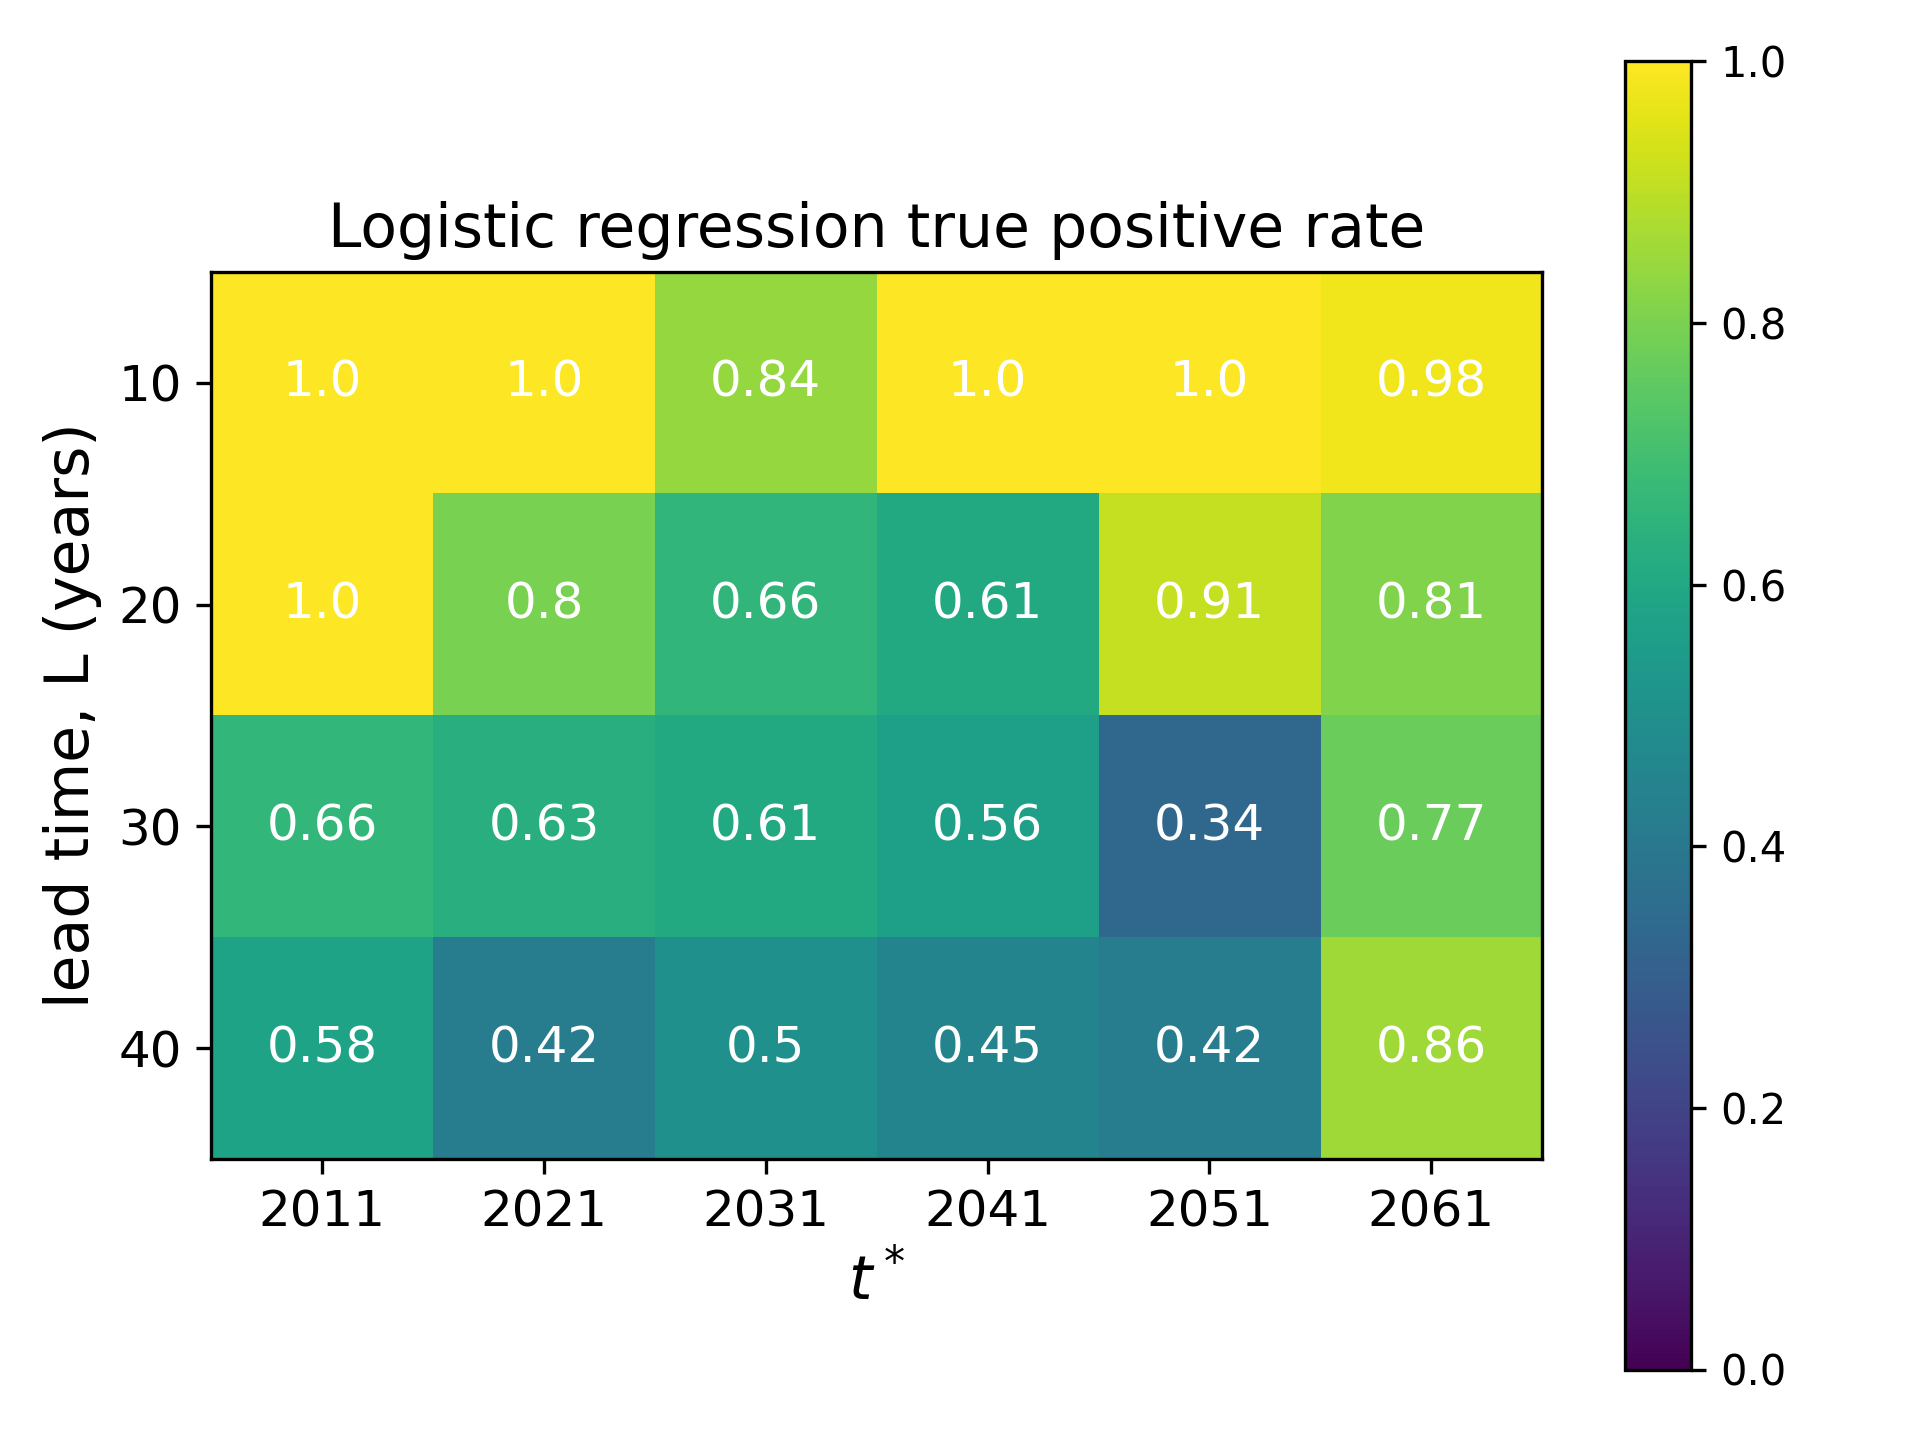 Logistic regression true positive rate
lead time, L (years)
10 1.0 1.0 0.84 1.0 1.0 0.98
20 1.0 0.8 0.66 0.61 0.91 0.81
30 0.66 0.63 0.61 0.56 0.34 0.77
40 0.58 0.42 0.5 0.45 0.42 0.86
2011 2021 2031 2041 2051 2061
t*
1.0
0.8
0.6
0.4
0.2
0.0